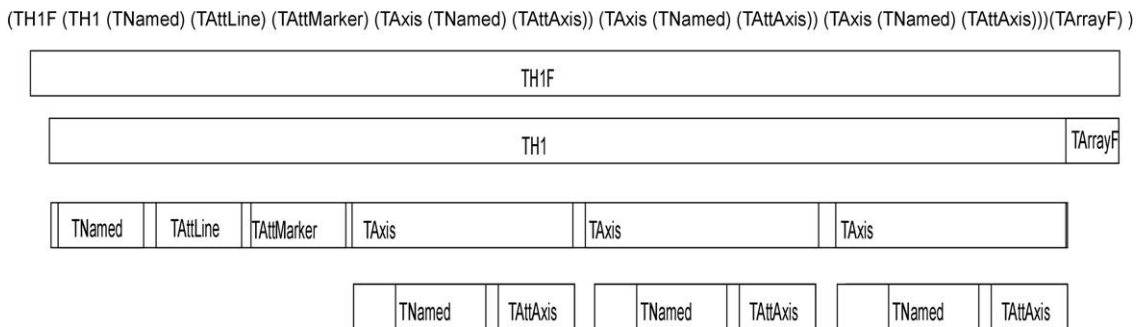 (TH1F (TH1 (TNamed) (TAttLine) (TAttMarker) (TAxis (TNamed) (TAttAxis)) (TAxis (TNamed) (TAttAxis)) (TAxis (TNamed) (TAttAxis)))(TArrayF) )
TH1F
TH1 TArrayF
TNamed TAttLine TAttMarker TAxis TAxis TAxis
TNamed TAttAxis TNamed TAttAxis TNamed TAttAxis